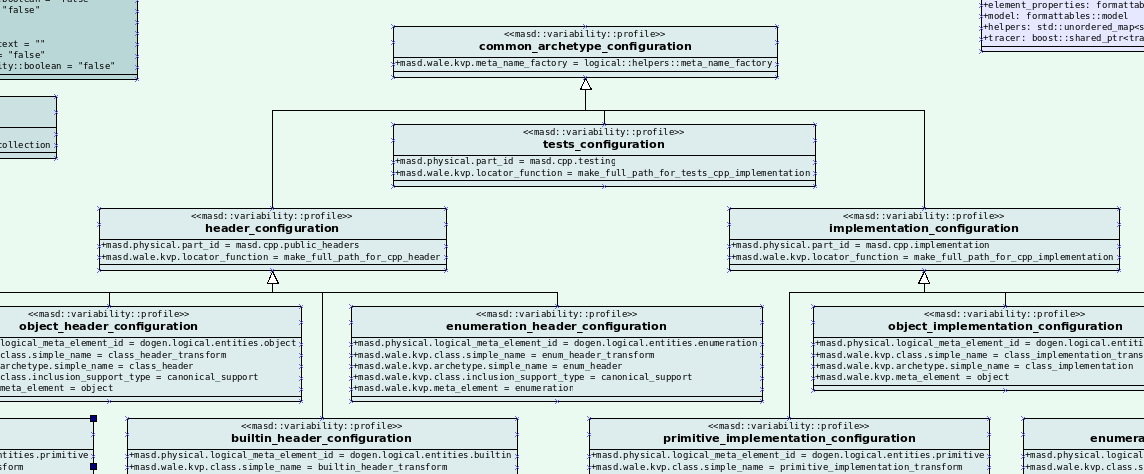 "false"
text = ""
= "false"
ity::boolean = "false"
collection
<<masd::variability::profile>>
common_archetype_configuration
+masd.wale.kvp.meta_name_factory = logical::helpers::meta_name_factory
+element_properties: formattab
+model: formattables::model
+helpers: std::unordered_map<s
+tracer: boost::shared_ptr<tra
<<masd::variability::profile>>
tests_configuration
+masd.physical.part_id = masd.cpp.testing
+masd.wale.kvp.locator_function = make_full_path_for_tests_cpp_implementation
<<masd::variability::profile>>
header_configuration
+masd.physical.part_id = masd.cpp.public_headers
+masd.wale.kvp.locator_function = make_full_path_for_cpp_header
<<masd::variability::profile>>
implementation_configuration
+masd.physical.part_id = masd.cpp.implementation
+masd.wale.kvp.locator_function = make_full_path_for_cpp_implementation
<<masd::variability::profile>>
object_header_configuration
logical_meta_element_id = dogen.logical.entities.object
class.simple_name = class_header_transform
archetype.simple_name = class_header
class.inclusion_support_type = canonical_support
meta_element = object
<<masd::variability::profile>>
enumeration_header_configuration
+masd.physical.logical_meta_element_id = dogen.logical.entities.enumeration
+masd.wale.kvp.class.simple_name = enum_header_transform
+masd.wale.kvp.archetype.simple_name = enum_header
+masd.wale.kvp.class.inclusion_support_type = canonical_support
+masd.wale.kvp.meta_element = enumeration
<<masd::variability::profile>>
object_implementation_configuration
+masd.physical.logical_meta_element_id = dogen.logical.entiti
+masd.wale.kvp.class.simple_name = class_implementation_trans
+masd.wale.kvp.archetype.simple_name = class_implementation
+masd.wale.kvp.meta_element = object
ntities.primitive
nsform
<<masd::variability::profile>>
builtin_header_configuration
+masd.physical.logical_meta_element_id = dogen.logical.entities.builtin
+masd.wale.kvp.class.simple_name = builtin_header_transform
<<masd::variability::profile>>
primitive_implementation_configuration
+masd.physical.logical_meta_element_id = dogen.logical.entities.primitive
+masd.wale.kvp.class.simple_name = primitive_implementation_transform
<<masd
enumera
+masd.physical.logical
+masd.wale.kvp.class